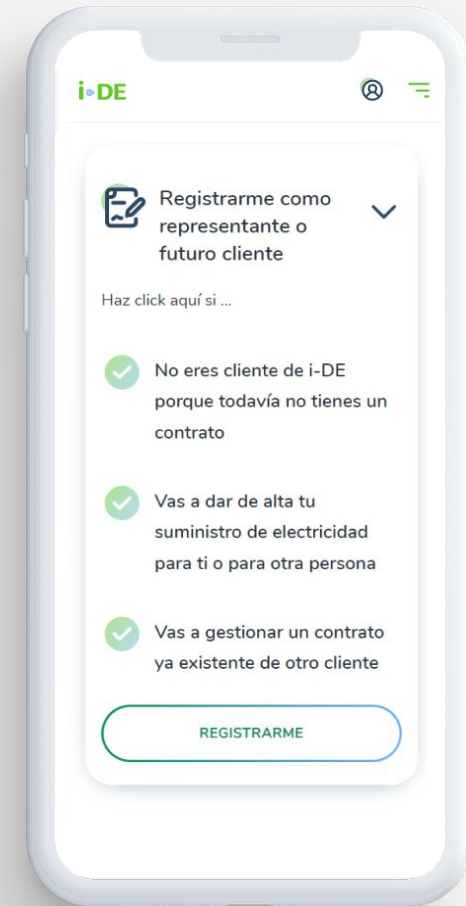 i-DE
Registrarme como
representante o
futuro cliente
Haz click aquí si ...
No eres cliente de i-DE
porque todavía no tienes un
contrato
Vas a dar de alta tu
suministro de electricidad
para ti o para otra persona
Vas a gestionar un contrato
ya existente de otro cliente
REGISTRARME